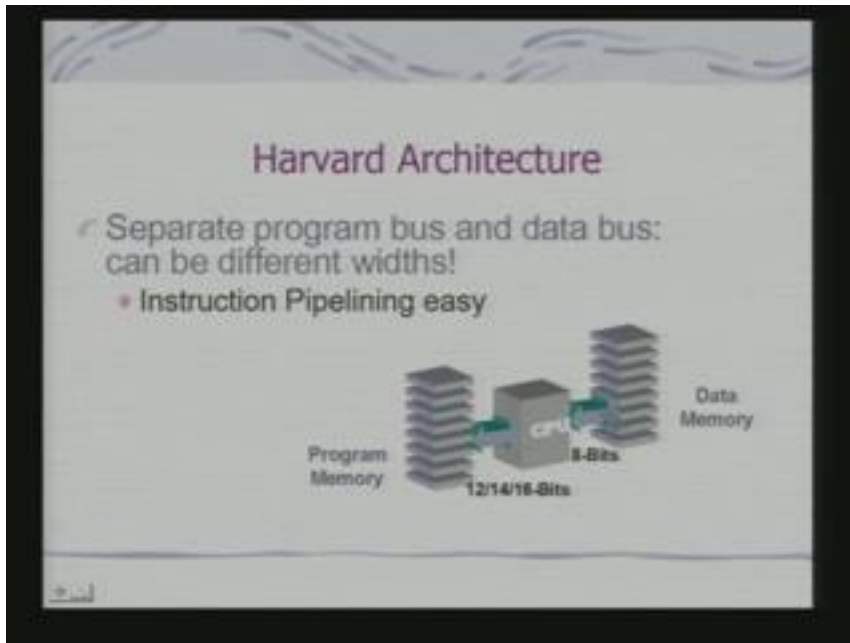 Harvard Architecture
Separate program bus and data bus:
can be different widths!
Instruction Pipelining easy
Data
Memory
CPU
8-Bits
Program
Memory
12/14/16-Bits